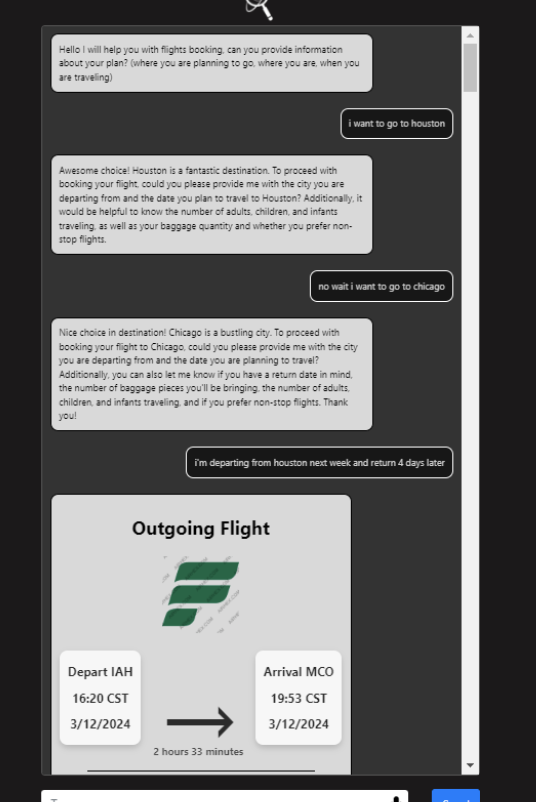 Hello I will help you with flights booking, can you provide information
about your plan? (where you are planning to go, where you are, when you
are traveling)
i want to go to houston
Awesome choice! Houston is a fantastic destination. To proceed with
booking your flight, could you please provide me with the city you are
departing from and the date you plan to travel to Houston? Additionally, it
would be helpful to know the number of adults, children, and infants
traveling, as well as your baggage quantity and whether you prefer non-
stop flights.
no wait i want to go to chicago
Nice choice in destination! Chicago is a bustling city. To proceed with
booking your flight to Chicago, could you please provide me with the city
you are departing from and the date you are planning to travel?
Additionally, you can also let me know if you have a return date in mind,
the number of baggage pieces you'll be bringing, the number of adults,
children, and infants traveling, and if you prefer non-stop flights. Thank
you!
i'm departing from houston next week and return 4 days later
Outgoing Flight
Depart IAH
16:20 CST
3/12/2024
Arrival MCO
19:53 CST
3/12/2024
2 hours 33 minutes